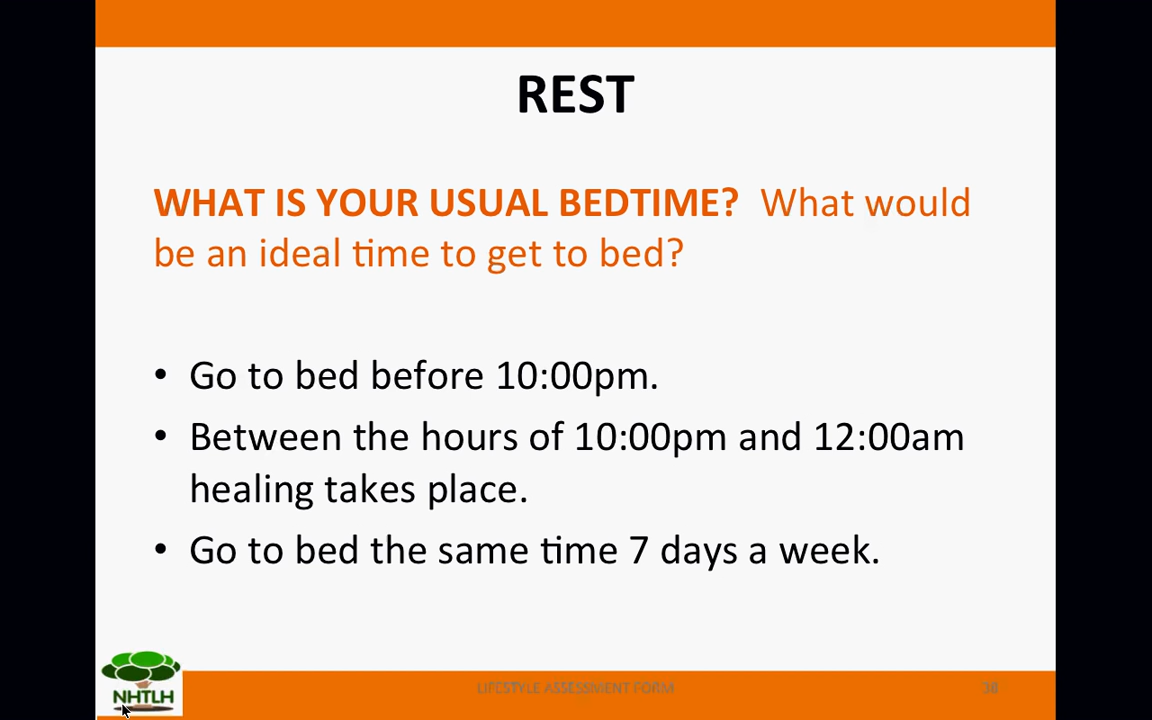 REST
WHAT IS YOUR USUAL BEDTIME? What would
be an ideal time to get to bed?
• Go to bed before 10:00pm.
• Between the hours of 10:00pm and 12:00am
healing takes place.
• Go to bed the same time 7 days a week.
NHTLH
LIFESTYLE ASSESSMENT FORM